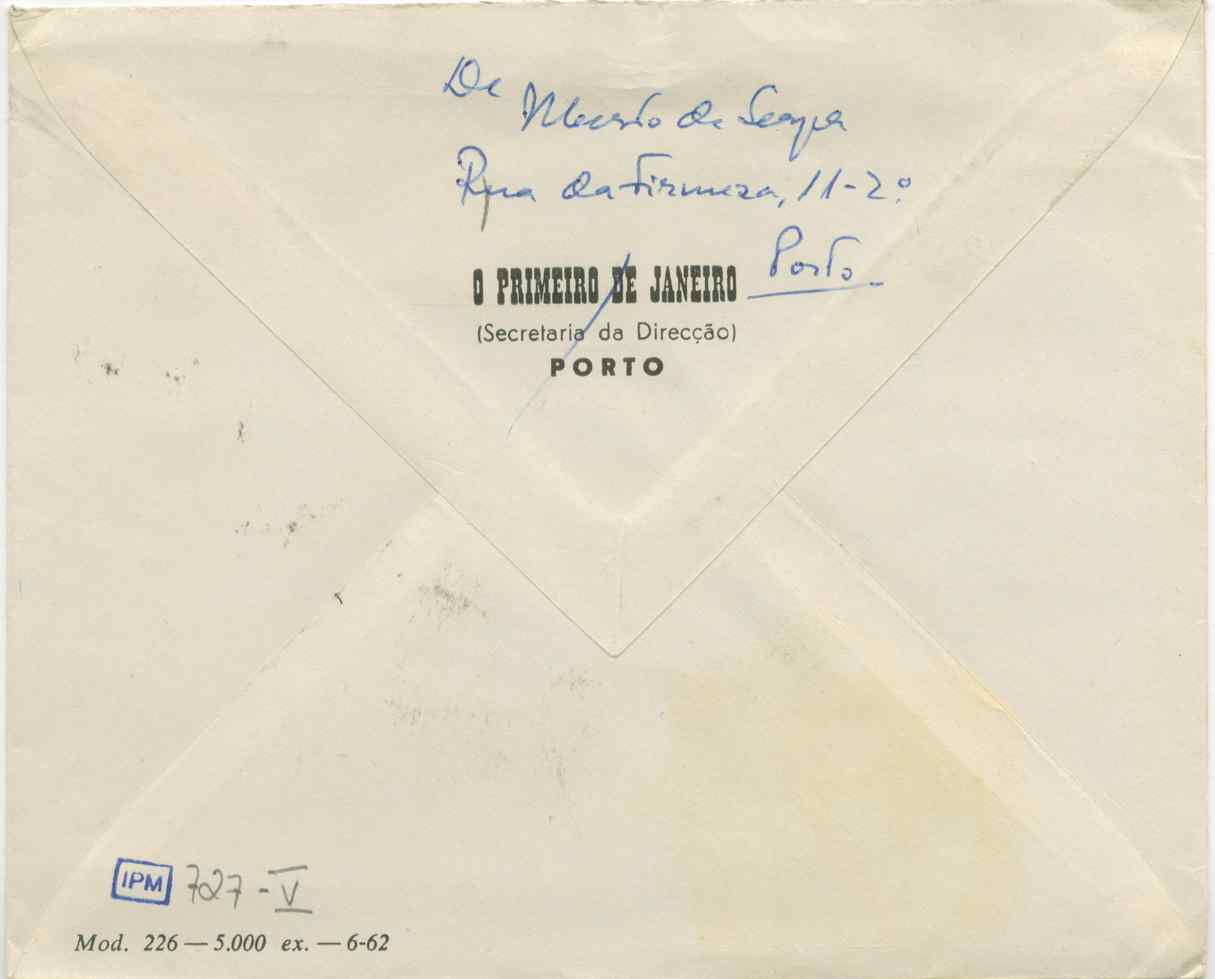 De
Alberto de Serpa
Rua da Firmeza, 11-2º
Porto
O PRIMEIRO DE JANEIRO
(Secretaria da Direcção)
PORTO
IPM 727-V
Mod. 226 — 5.000 ex. — 6-62